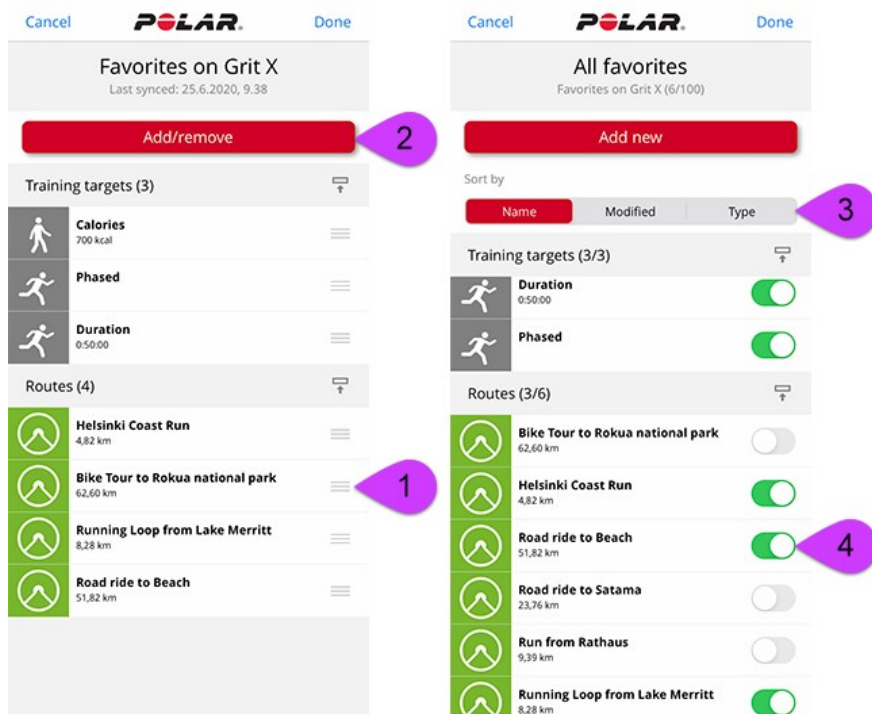 Cancel
POLAR.
Done
Favorites on Grit X
Last synced: 25.6.2020, 9.38
Add/remove
2
Training targets (3)
Calories
700 kcal
Phased
Duration
0:50:00
Routes (4)
Helsinki Coast Run
4,82 km
Bike Tour to Rokua national park
62,60 km
1
Running Loop from Lake Merritt
8,28 km
Road ride to Beach
51,82 km
Cancel
POLAR.
Done
All favorites
Favorites on Grit X (6/100)
Add new
Sort by
Name Modified Type
3
Training targets (3/3)
Duration
0:50:00
Phased
Routes (3/6)
Bike Tour to Rokua national park
62,60 km
Helsinki Coast Run
4,82 km
Road ride to Beach
51,82 km
4
Road ride to Satama
23,76 km
Run from Rathaus
9,39 km
Running Loop from Lake Merritt
8,28 km